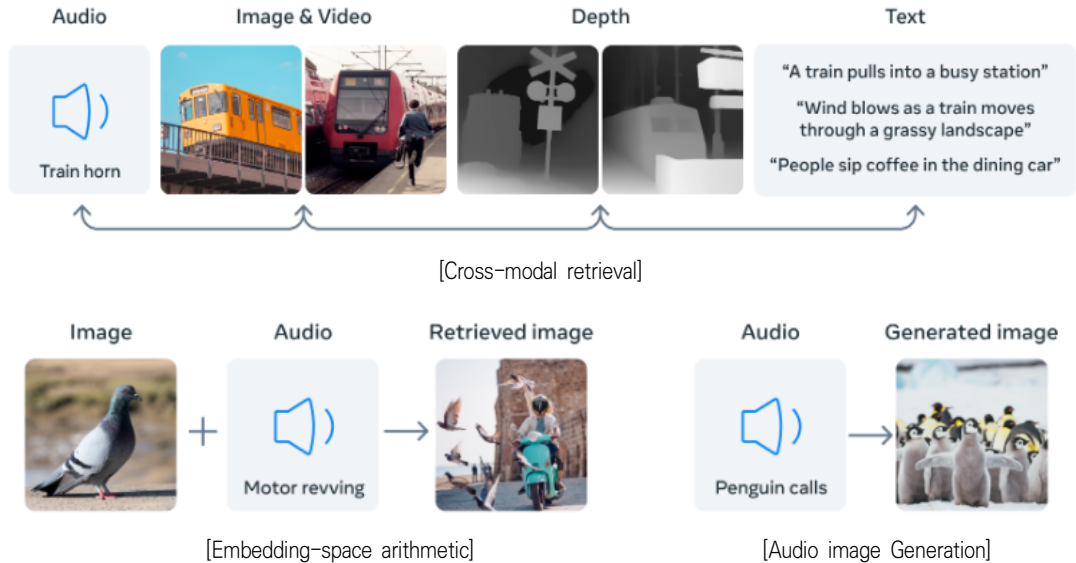 Audio
Image & Video
Depth
Text
Train horn
“A train pulls into a busy station”
“Wind blows as a train moves
through a grassy landscape”
“People sip coffee in the dining car”
[Cross-modal retrieval]
Image
Audio
Retrieved image
Motor revving
[Embedding-space arithmetic]
Audio
Generated image
Penguin calls
[Audio image Generation]